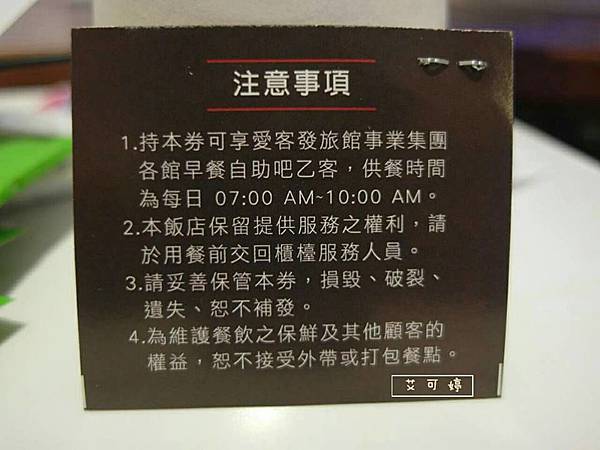 注意事項
1.持本券可享愛客發旅館事業集團
各館早餐自助吧乙客，供餐時間
為每日 07:00 AM~10:00 AM。
2.本飯店保留提供服務之權利，請
於用餐前交回櫃檯服務人員。
3.請妥善保管本券，損毀、破裂、
遺失、恕不補發。
4.為維護餐飲之保鮮及其他顧客的
權益，恕不接受外帶或打包餐點。
艾可婷